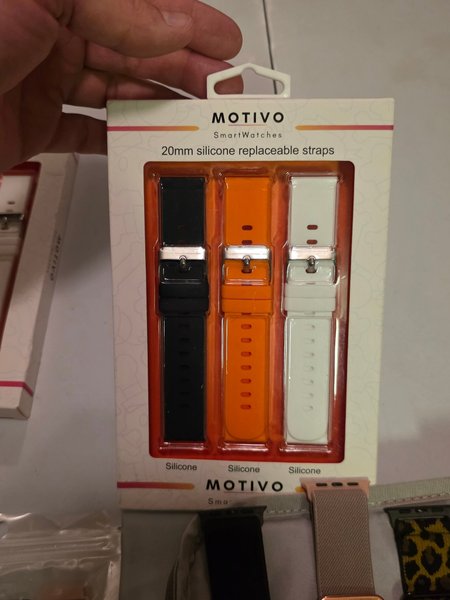 MOTIVO
SmartWatches
20mm silicone replaceable straps
Silicone Silicone Silicone
MOTIVO